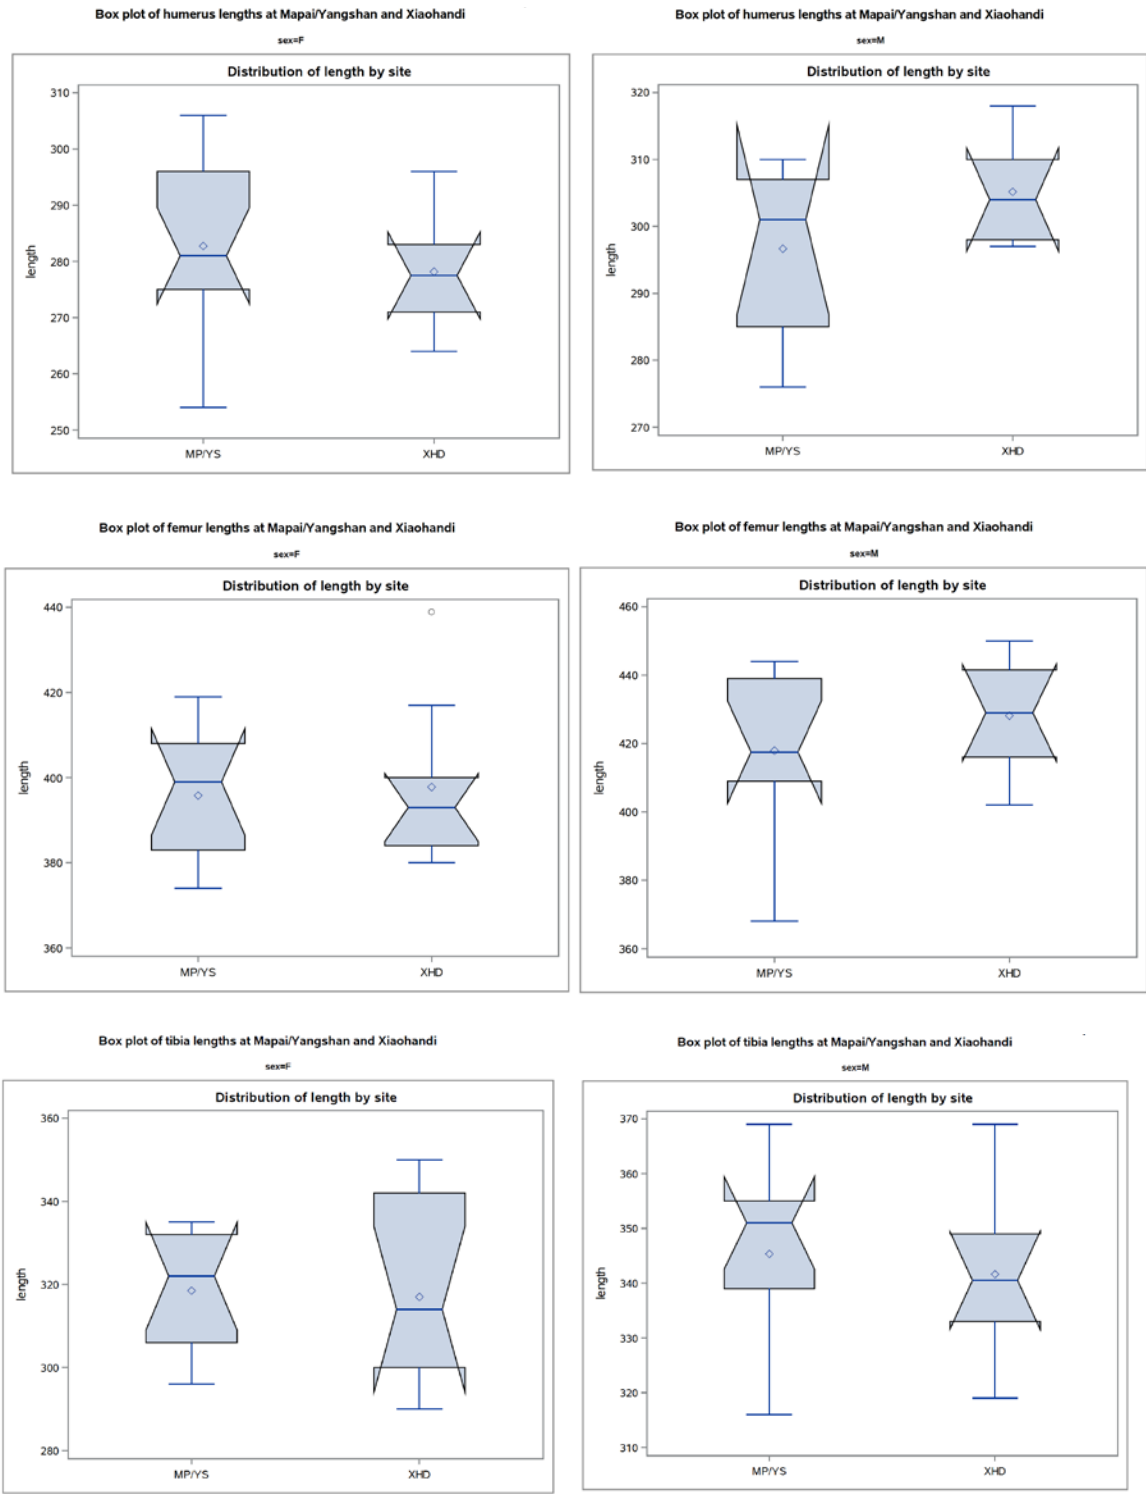 Box plot of humerus lengths at Mapai/Yangshan and Xiaohandi
sex=F
Distribution of length by site
310
300
290
280
270
260
250
length
MP/YS
XHD
Box plot of humerus lengths at Mapai/Yangshan and Xiaohandi
sex=M
Distribution of length by site
320
310
300
290
280
270
length
MP/YS
XHD
Box plot of femur lengths at Mapai/Yangshan and Xiaohandi
sex=F
Distribution of length by site
440
420
400
380
360
length
MP/YS
XHD
Box plot of femur lengths at Mapai/Yangshan and Xiaohandi
sex=M
Distribution of length by site
460
440
420
400
380
360
length
MP/YS
XHD
Box plot of tibia lengths at Mapai/Yangshan and Xiaohandi
sex=F
Distribution of length by site
360
340
320
300
280
length
MP/YS
XHD
Box plot of tibia lengths at Mapai/Yangshan and Xiaohandi
sex=M
Distribution of length by site
370
360
350
340
330
320
310
length
MP/YS
XHD